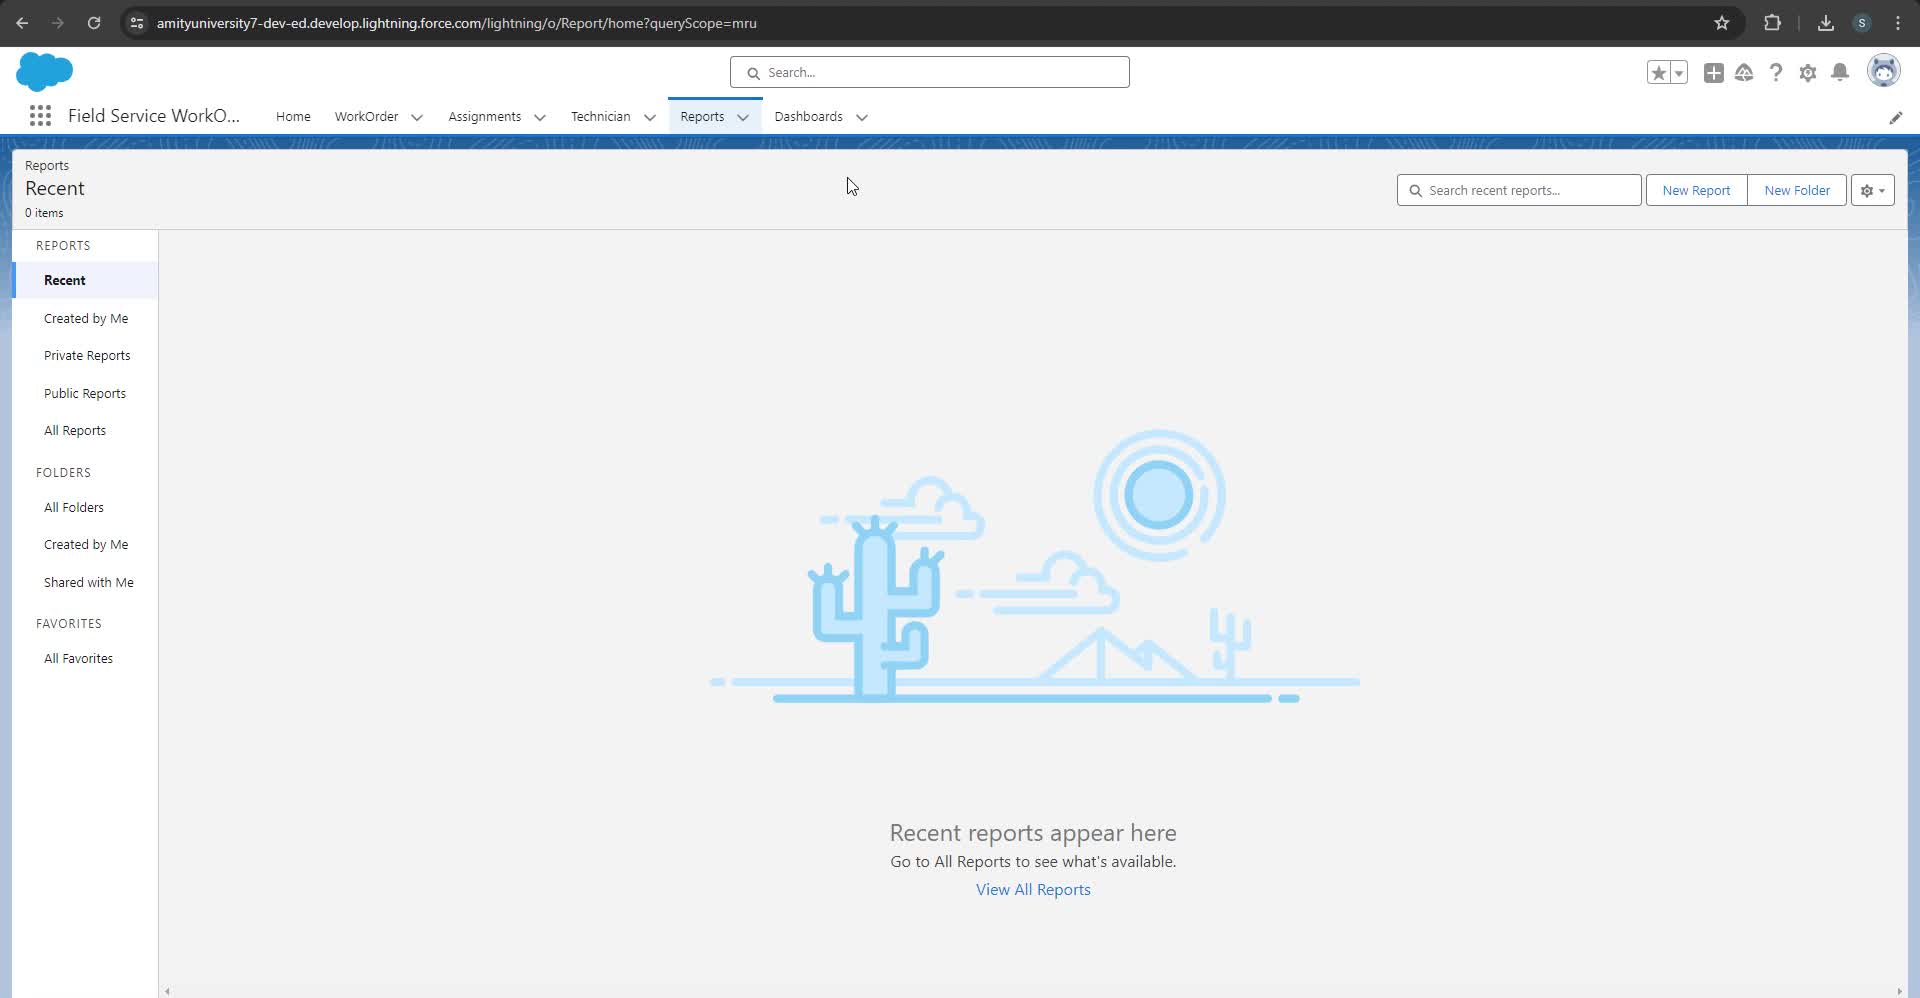 amityuniversity7-dev-ed.develop.lightning.force.com/lightning/o/Report/home?queryScope=mru
S
Search...
Field Service WorkO...
Home
WorkOrder
Assignments
Technician
Reports
Dashboards
Reports
Recent
0 items
Search recent reports...
New Report
New Folder
REPORTS
Recent
Created by Me
Private Reports
Public Reports
All Reports
FOLDERS
All Folders
Created by Me
Shared with Me
FAVORITES
All Favorites
Recent reports appear here
Go to All Reports to see what's available.
View All Reports